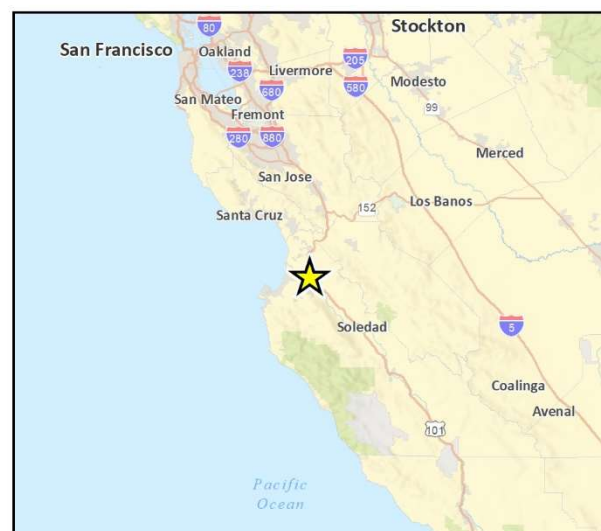 80
Stockton
San Francisco
Oakland
205
Livermore
238
580
Modesto
680
San Mateo
99
Fremont
280
880
Merced
San Jose
Los Banos
152
Santa Cruz
Soledad
5
Coalinga
Avenal
101
Pacific
Ocean